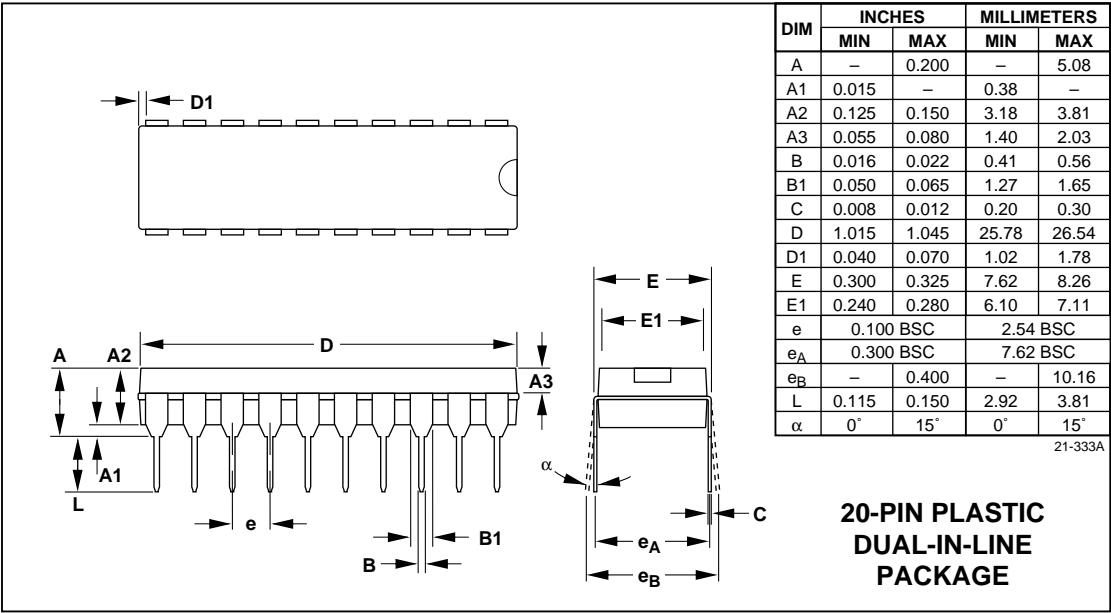 DIM INCHES MILLIMETERS
MIN MAX MIN MAX
A – 0.200 – 5.08
A1 0.015 – 0.38 –
A2 0.125 0.150 3.18 3.81
A3 0.055 0.080 1.40 2.03
B 0.016 0.022 0.41 0.56
B1 0.050 0.065 1.27 1.65
C 0.008 0.012 0.20 0.30
D 1.015 1.045 25.78 26.54
D1 0.040 0.070 1.02 1.78
E 0.300 0.325 7.62 8.26
E1 0.240 0.280 6.10 7.11
e 0.100 BSC 2.54 BSC
eA 0.300 BSC 7.62 BSC
eB – 0.400 – 10.16
L 0.115 0.150 2.92 3.81
α 0° 15° 0° 15°
21-333A
D1
E
E1
D
A A2
A3
A1
L
e
B1
B
α
C
eA
eB
20-PIN PLASTIC
DUAL-IN-LINE
PACKAGE